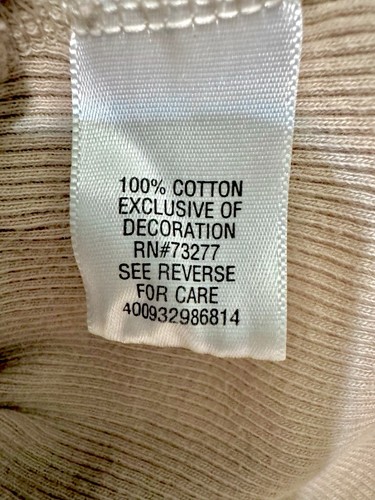 100% COTTON
EXCLUSIVE OF
DECORATION
RN#73277
SEE REVERSE
FOR CARE
400932986814